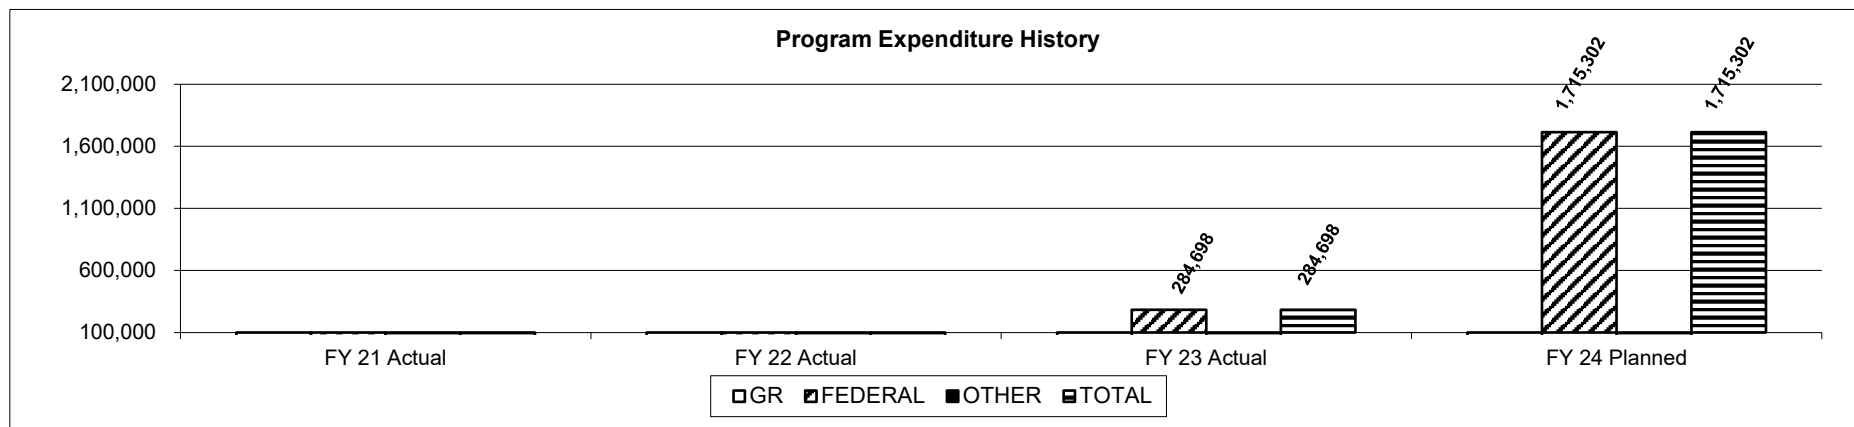 Program Expenditure History
1,715,302
1,715,302
2,100,000
1,600,000
1,100,000
284,698
284,698
600,000
100,000
FY 21 Actual
FY 22 Actual
FY 23 Actual
FY 24 Planned
GR FEDERAL OTHER TOTAL